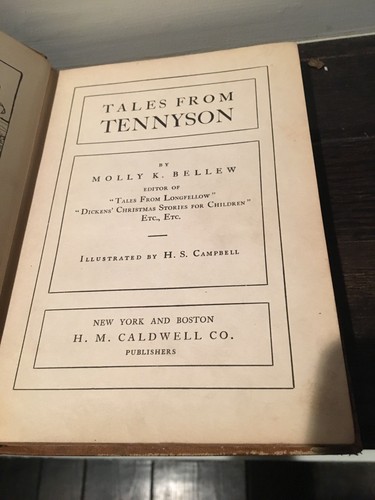 TALES FROM
TENNYSON
BY
MOLLY K. BELLEW
EDITOR OF
"TALES FROM LONGFELLOW"
"DICKENS' CHRISTMAS STORIES FOR CHILDREN"
ETC., ETC.
ILLUSTRATED BY H. S. CAMPBELL
NEW YORK AND BOSTON
H. M. CALDWELL CO.
PUBLISHERS